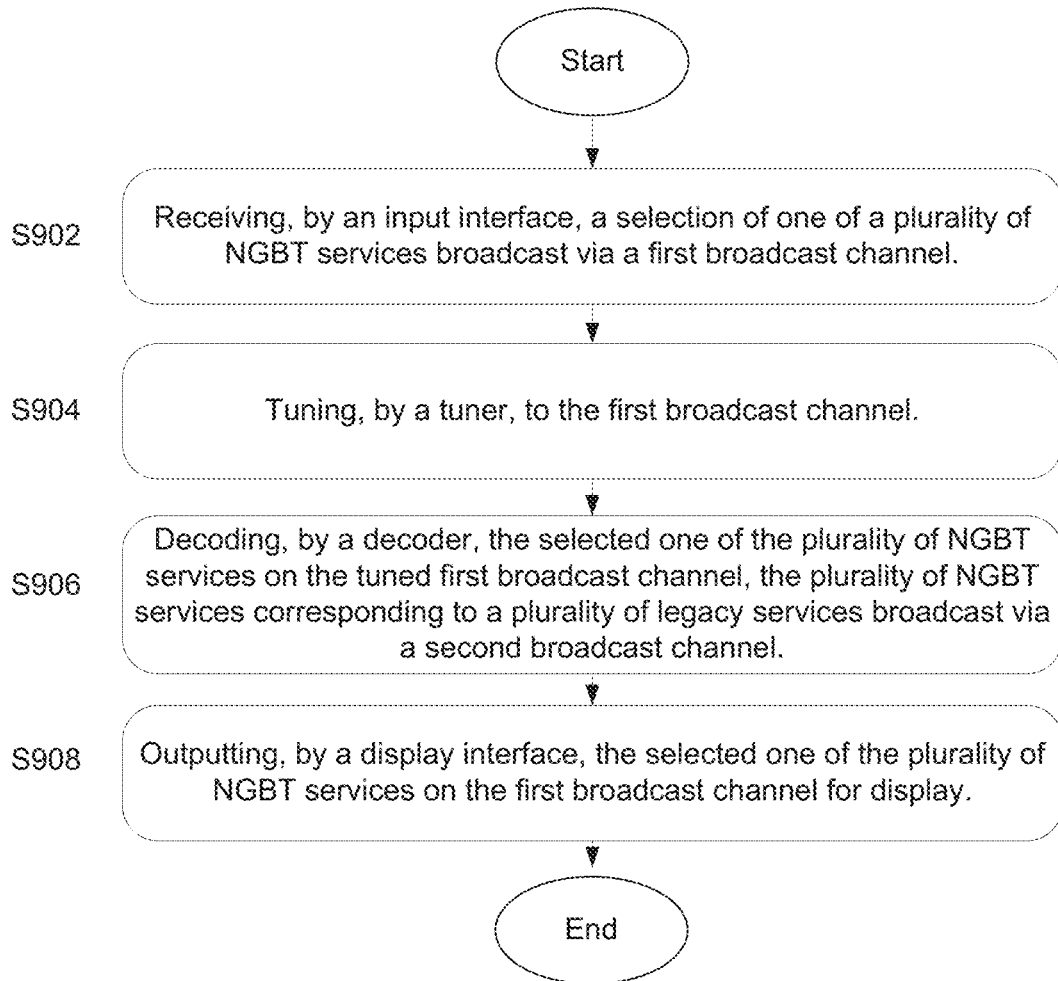 Start
S902
Receiving, by an input interface, a selection of one of a plurality of
NGBT services broadcast via a first broadcast channel.
S904
Tuning, by a tuner, to the first broadcast channel.
S906
Decoding, by a decoder, the selected one of the plurality of NGBT
services on the tuned first broadcast channel, the plurality of NGBT
services corresponding to a plurality of legacy services broadcast via
a second broadcast channel.
S908
Outputting, by a display interface, the selected one of the plurality of
NGBT services on the first broadcast channel for display.
End